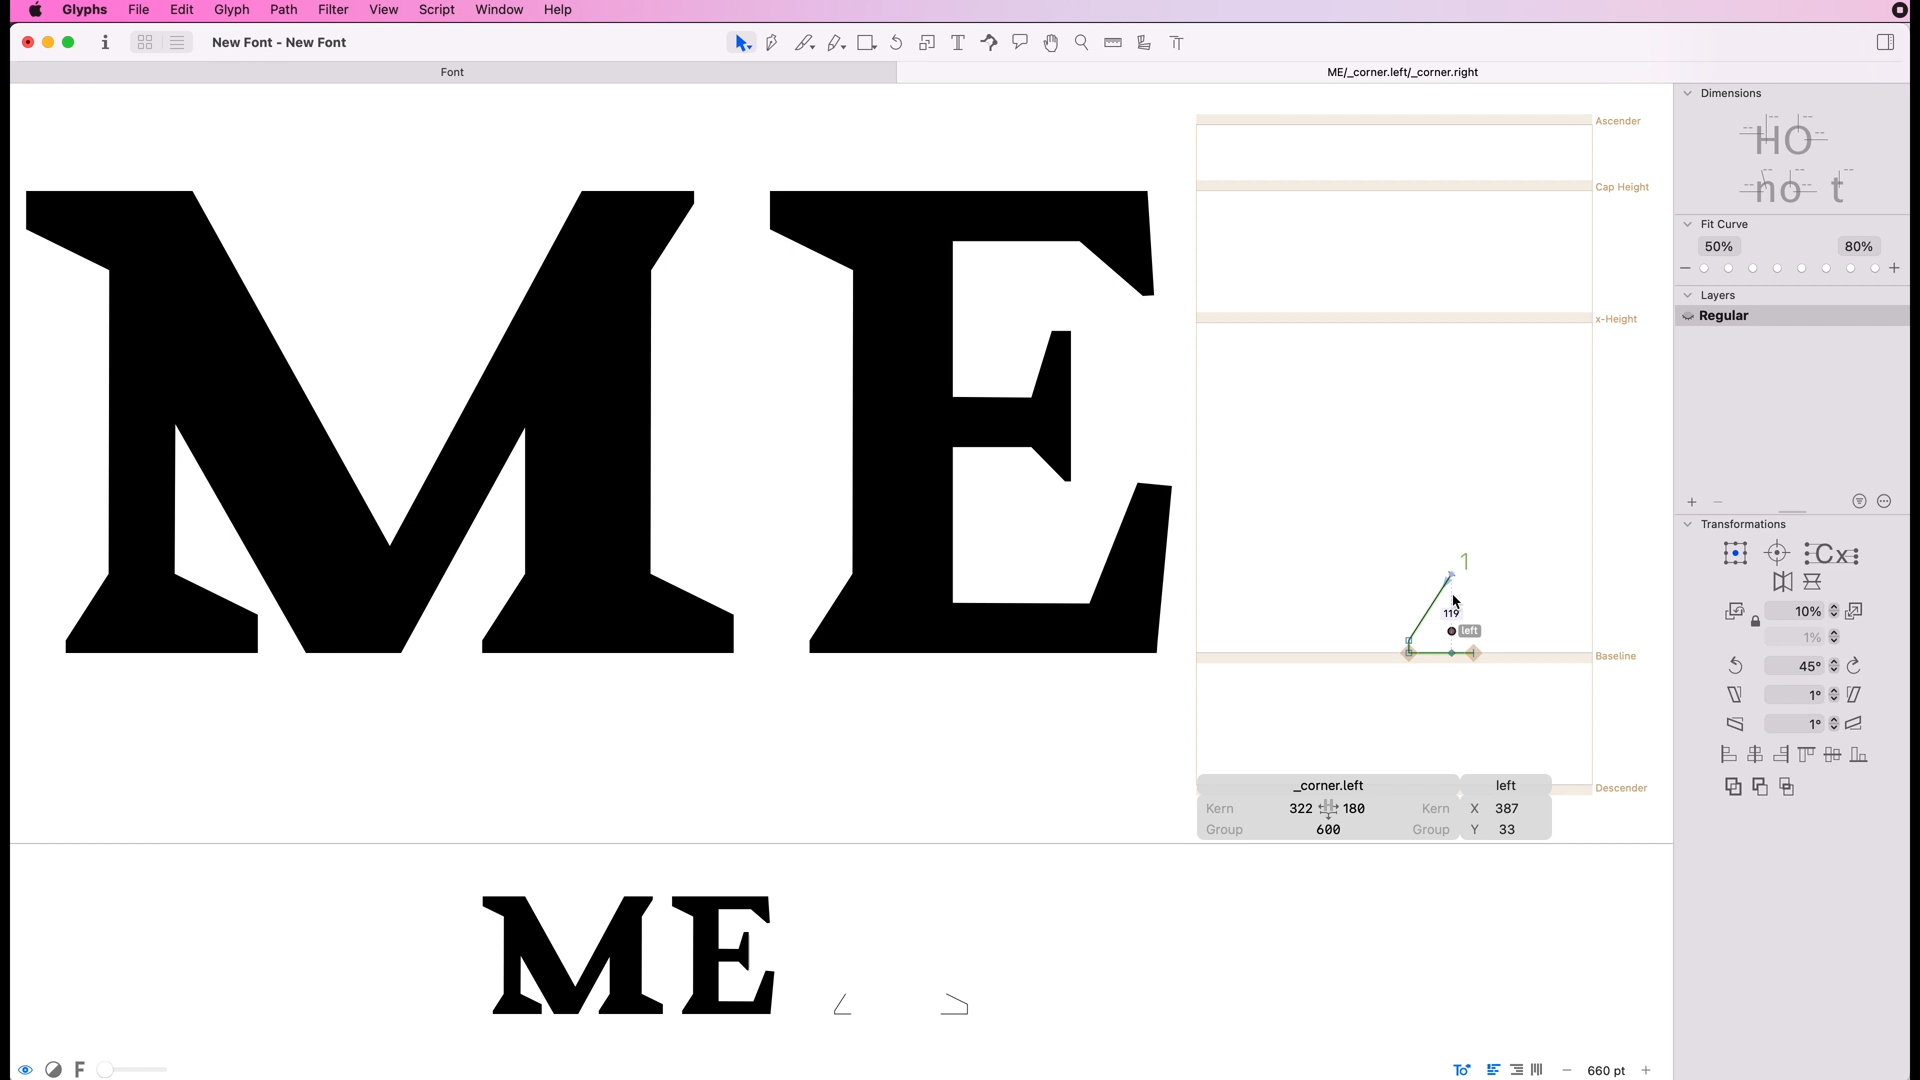 Glyphs File Edit Glyph Path Filter View Script Window Help
New Font - New Font
Font
ME/_corner.left/_corner.right
Ascender
Cap Height
x-Height
Baseline
Descender
ME
1
119
left
_corner.left
left
Kern 322 180 Kern X 387
Group 600 Group Y 33
Dimensions
HO
no t
Fit Curve
50% 80%
Layers
Regular
Transformations
Cx
10%
1%
45°
1°
1°
ME
F
660 pt